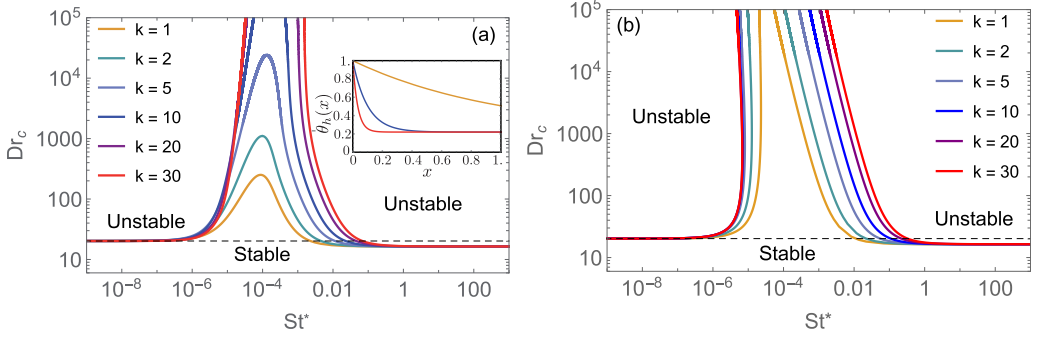 (a)
Dr_c
10^5
10^4
1000
100
10
k = 1
k = 2
k = 5
k = 10
k = 20
k = 30
θ_h(x)
1.
0.8
0.6
0.4
0.2
0
0 0.2 0.4 0.6 0.8 1.
x
Unstable
Unstable
Stable
10^-8 10^-6 10^-4 0.01 1 100
St*
(b)
Dr_c
10^5
10^4
1000
100
10
k = 1
k = 2
k = 5
k = 10
k = 20
k = 30
Unstable
Unstable
Stable
10^-8 10^-6 10^-4 0.01 1 100
St*